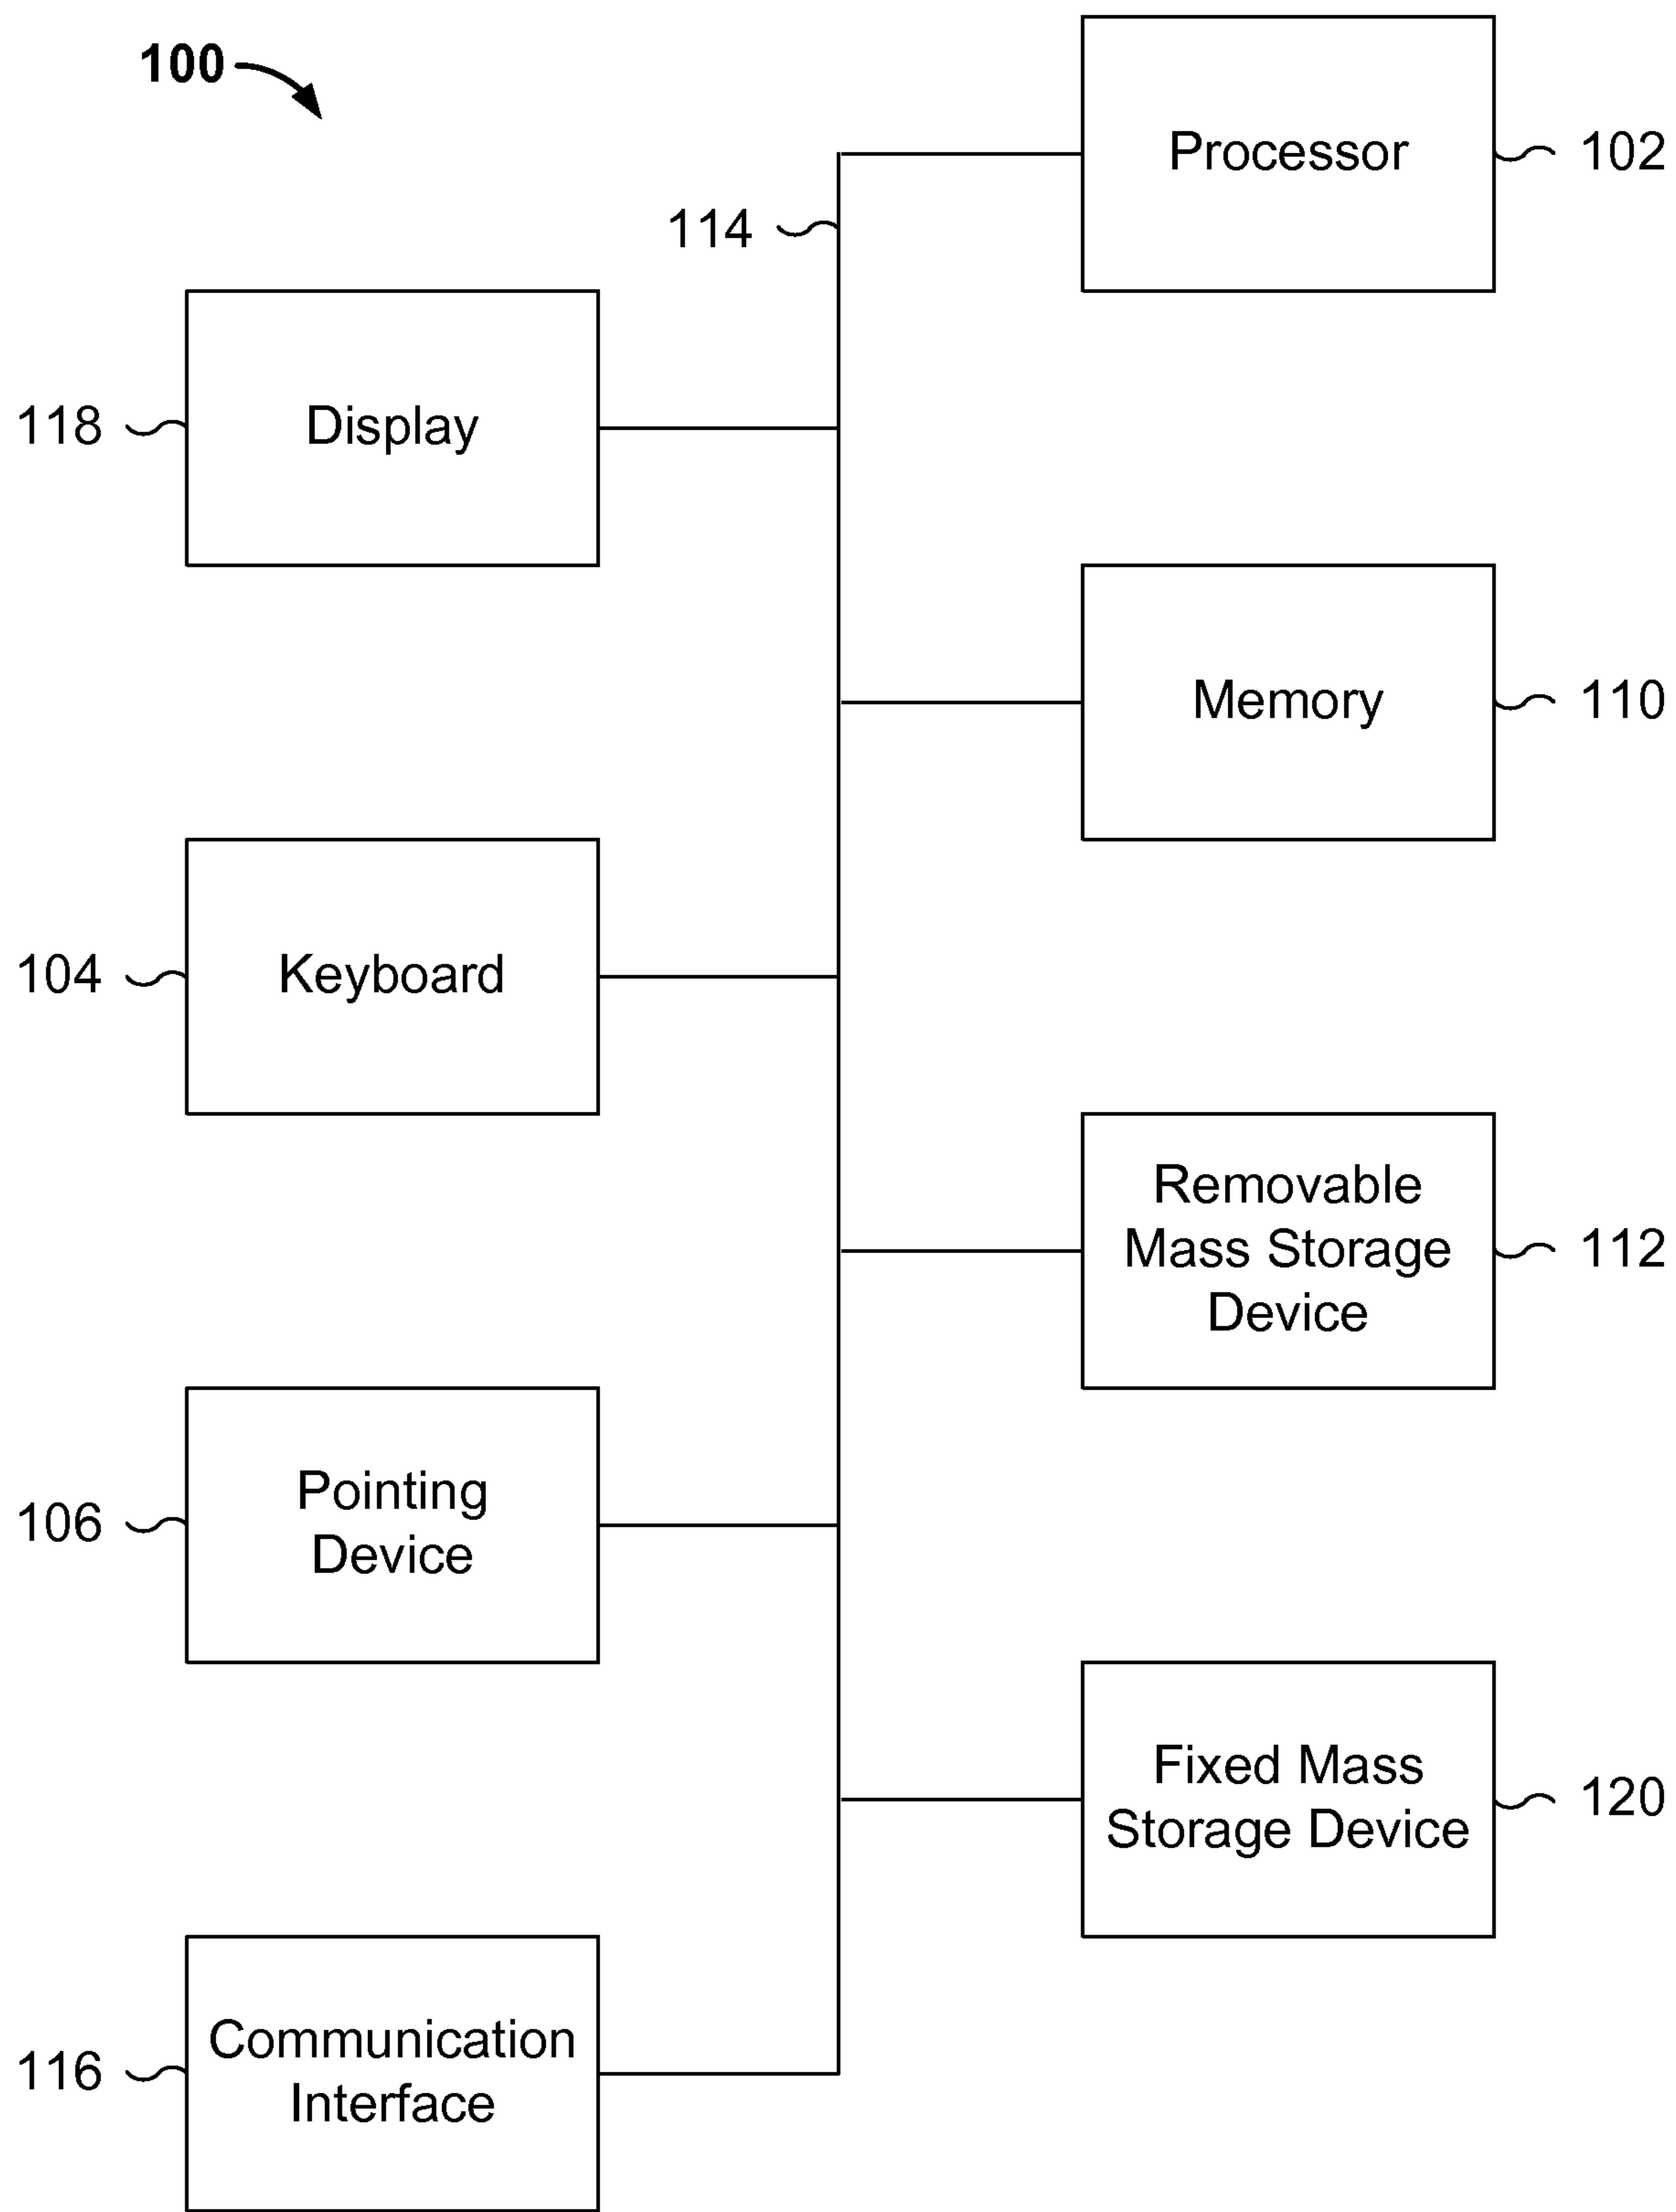 100
Processor
102
114
118
Display
Memory
110
104
Keyboard
Removable
Mass Storage
Device
112
106
Pointing
Device
Fixed Mass
Storage Device
120
116
Communication
Interface